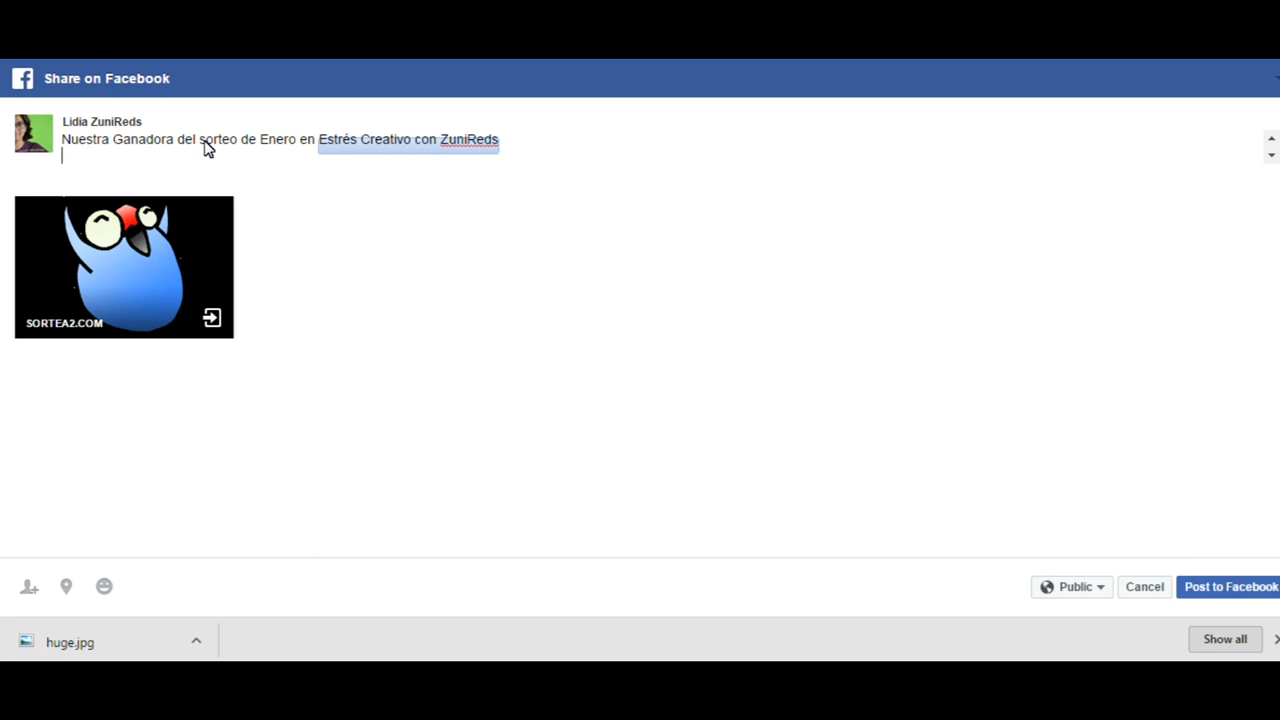 Share on Facebook
Lidia ZuniReds
Nuestra Ganadora del sorteo de Enero en Estrés Creativo con ZuniReds
SORTEA2.COM
Public
Cancel
Post to Facebook
huge.jpg
Show all